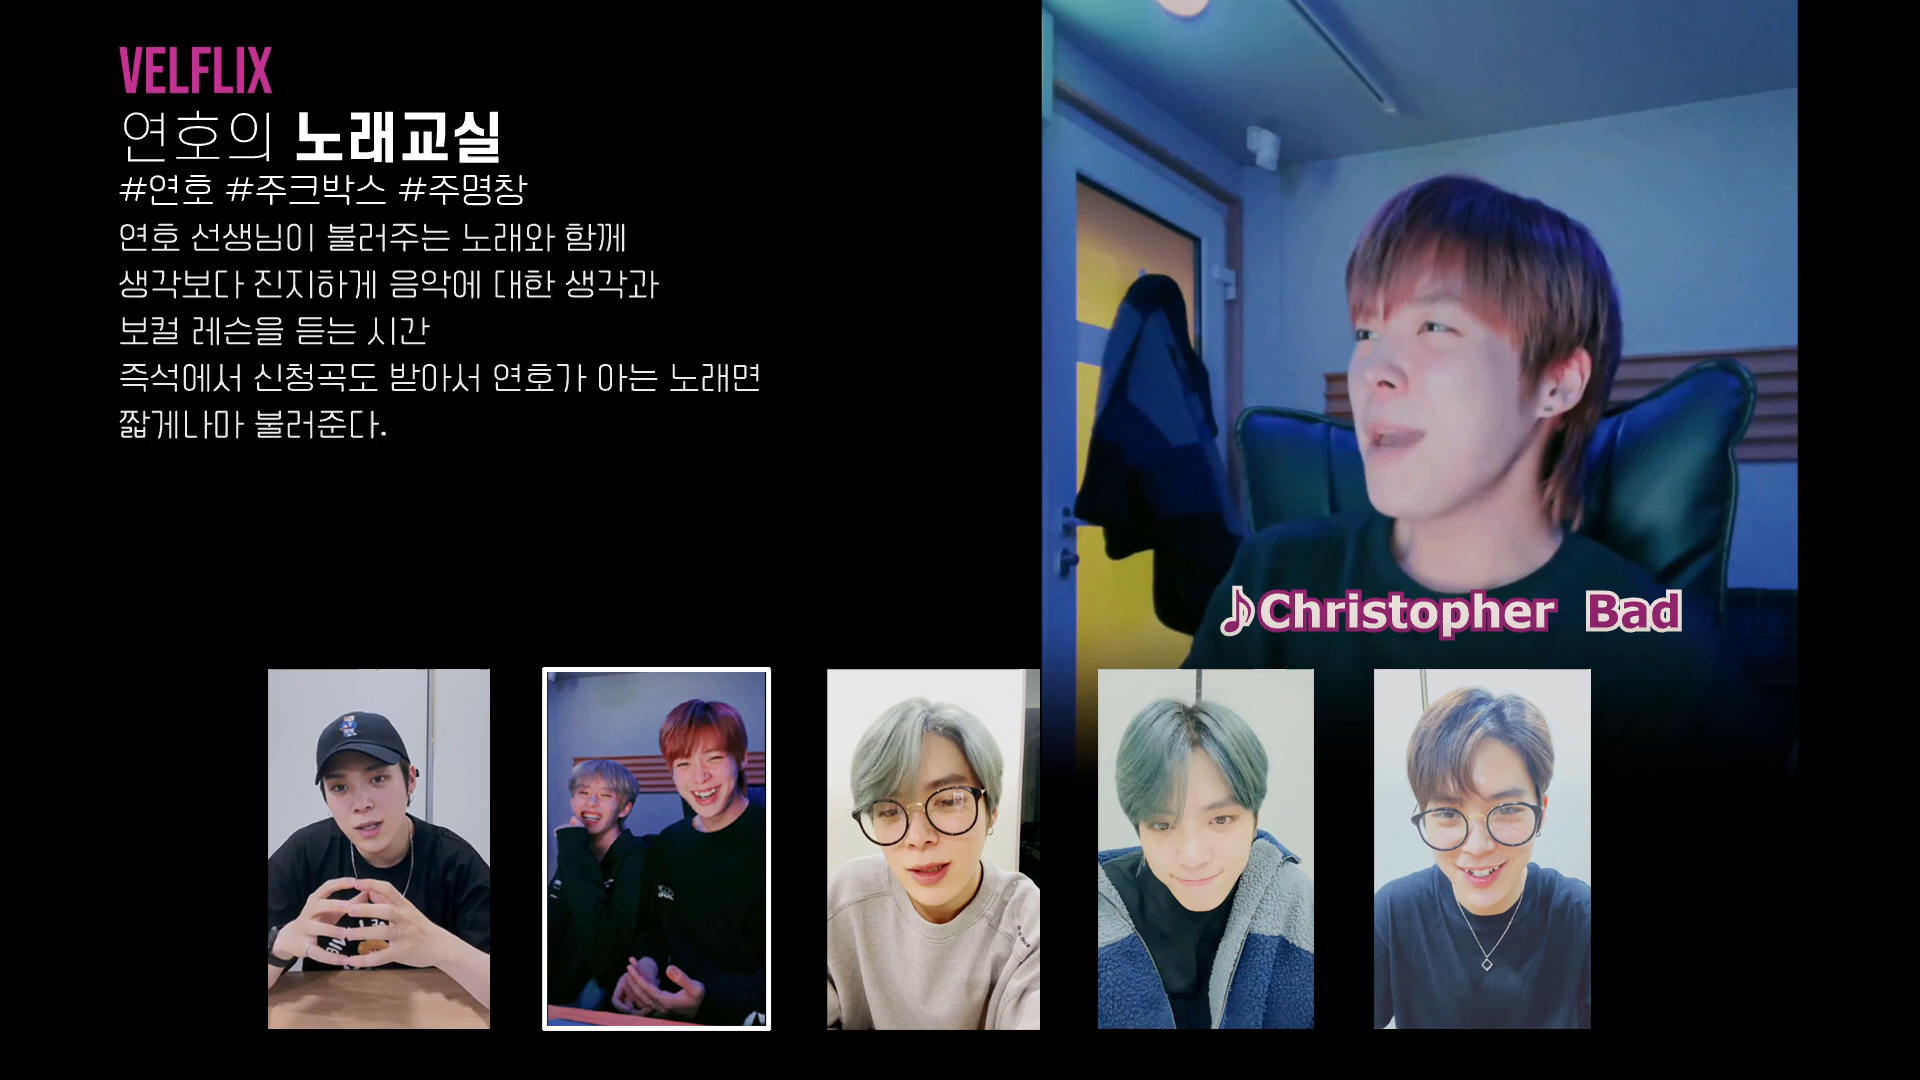 VELFLIX
연호의 노래교실
#연호 #주크박스 #주명창
연호 선생님이 불러주는 노래와 함께
생각보다 진지하게 음악에 대한 생각과
보컬 레슨을 듣는 시간
즉석에서 신청곡도 받아서 연호가 아는 노래면
짧게나마 불러준다.
♪Christopher Bad